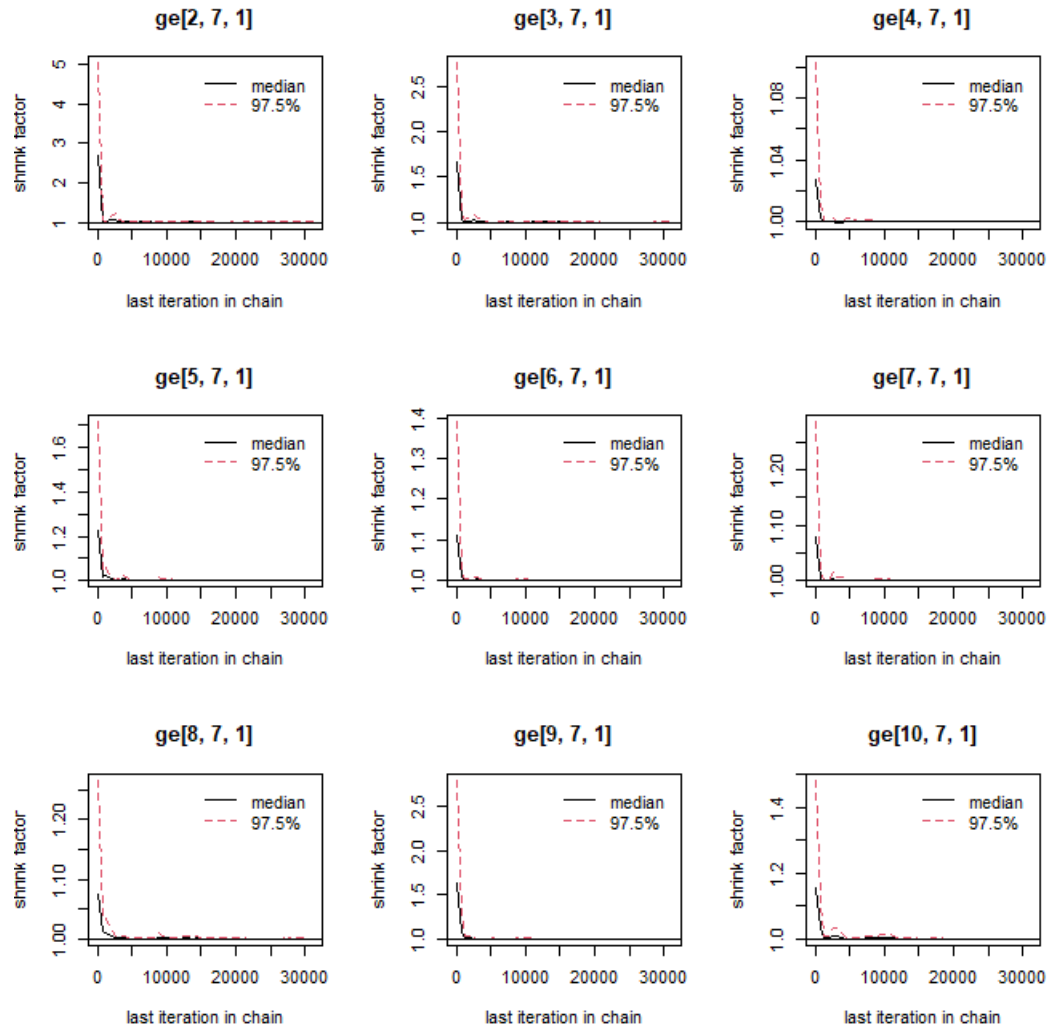 ge[2, 7, 1] ge[3, 7, 1] ge[4, 7, 1]
shrink factor
5
4
3
2
1
median
97.5%
0 10000 20000 30000
last iteration in chain
shrink factor
2.5
2.0
1.5
1.0
median
97.5%
0 10000 20000 30000
last iteration in chain
shrink factor
1.08
1.04
1.00
median
97.5%
0 10000 20000 30000
last iteration in chain
ge[5, 7, 1] ge[6, 7, 1] ge[7, 7, 1]
shrink factor
1.6
1.4
1.2
1.0
median
97.5%
0 10000 20000 30000
last iteration in chain
shrink factor
1.4
1.3
1.2
1.1
1.0
median
97.5%
0 10000 20000 30000
last iteration in chain
shrink factor
1.20
1.10
1.00
median
97.5%
0 10000 20000 30000
last iteration in chain
ge[8, 7, 1] ge[9, 7, 1] ge[10, 7, 1]
shrink factor
1.20
1.10
1.00
median
97.5%
0 10000 20000 30000
last iteration in chain
shrink factor
2.5
2.0
1.5
1.0
median
97.5%
0 10000 20000 30000
last iteration in chain
shrink factor
1.4
1.2
1.0
median
97.5%
0 10000 20000 30000
last iteration in chain